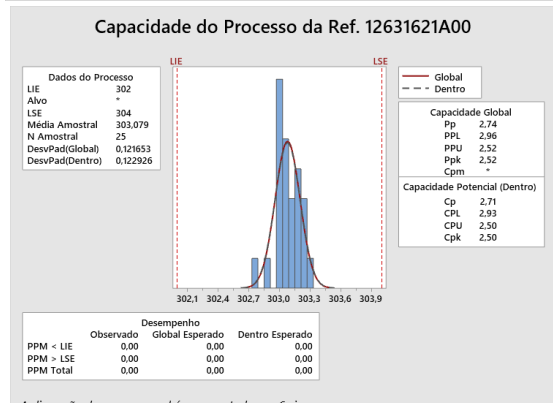 Capacidade do Processo da Ref. 12631621A00
LIE
LSE
Dados do Processo
LIE 302
Alvo *
LSE 304
Média Amostral 303,079
N Amostral 25
DesvPad(Global) 0,121653
DesvPad(Dentro) 0,122926
Global
Dentro
Capacidade Global
Pp 2,74
PPL 2,96
PPU 2,52
Ppk 2,52
Cpm *
Capacidade Potencial (Dentro)
Cp 2,71
CPL 2,93
CPU 2,50
Cpk 2,50
302,1 302,4 302,7 303,0 303,3 303,6 303,9
Desempenho
Observado Global Esperado Dentro Esperado
PPM < LIE 0,00 0,00 0,00
PPM > LSE 0,00 0,00 0,00
PPM Total 0,00 0,00 0,00